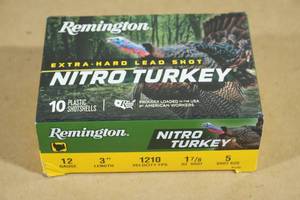 Remington
EXTRA-HARD LEAD SHOT
NITRO TURKEY
10 PLASTIC SHOTSHELLS
PROUDLY LOADED IN THE USA
BY AMERICAN WORKERS
Remington
NITRO
TURKEY
12 3" 1210 1 7/8 5
GAUGE LENGTH VELOCITY FPS OZ SHOT SHOT SIZE